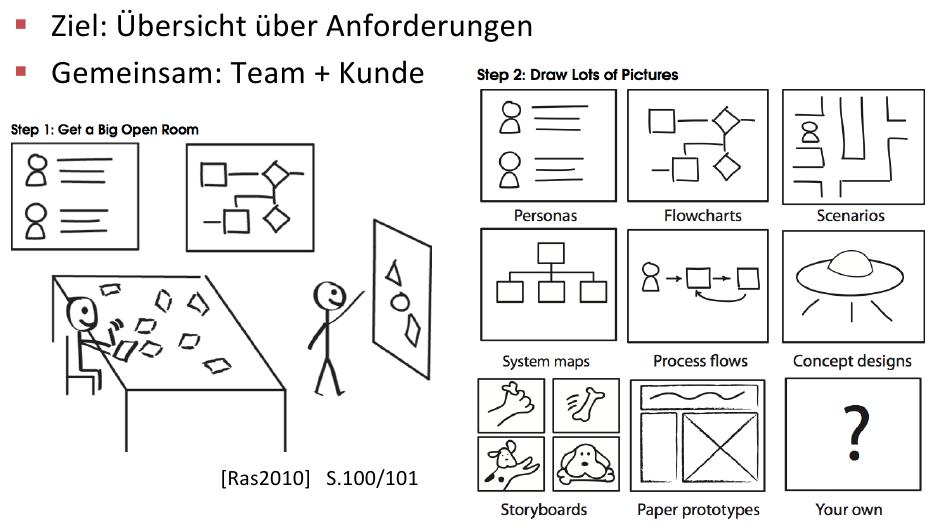 Ziel: Übersicht über Anforderungen
Gemeinsam: Team + Kunde
Step 1: Get a Big Open Room
[Ras2010] S.100/101
Step 2: Draw Lots of Pictures
Personas
Flowcharts
Scenarios
System maps
Process flows
Concept designs
?
Storyboards
Paper prototypes
Your own